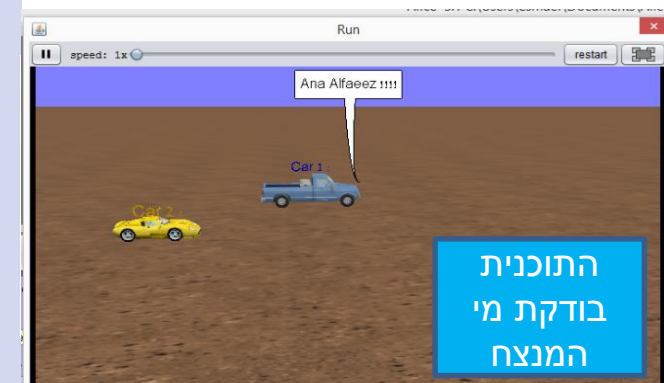 Run
speed: 1x
restart
Ana Alfaeez !!!!
Car 1
Car 2
התוכנית
בודקת מי
המנצח